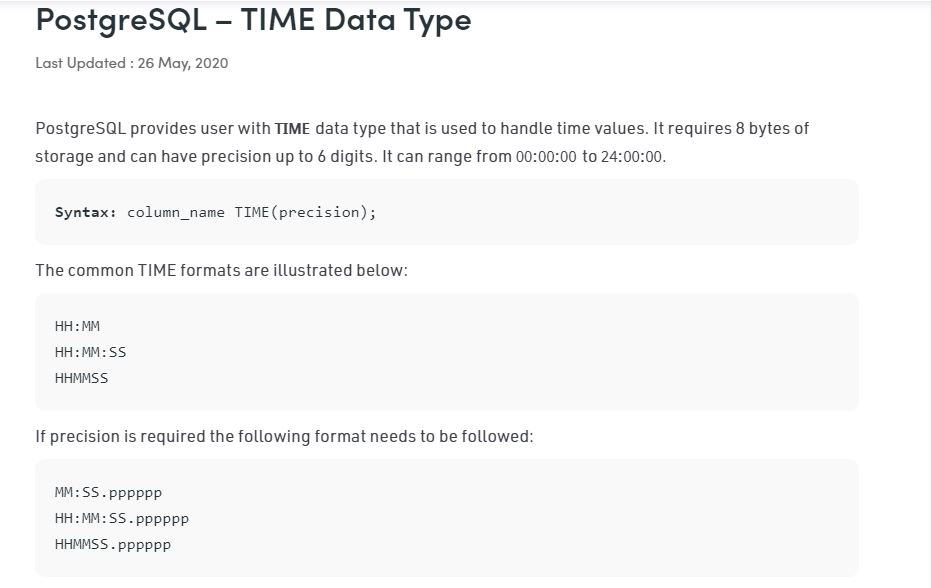 PostgreSQL – TIME Data Type
Last Updated : 26 May, 2020
PostgreSQL provides user with TIME data type that is used to handle time values. It requires 8 bytes of
storage and can have precision up to 6 digits. It can range from 00:00:00 to 24:00:00.
Syntax: column_name TIME(precision);
The common TIME formats are illustrated below:
HH:MM
HH:MM:SS
HHMMSS
If precision is required the following format needs to be followed:
MM:SS.pppppp
HH:MM:SS.pppppp
HHMMSS.pppppp